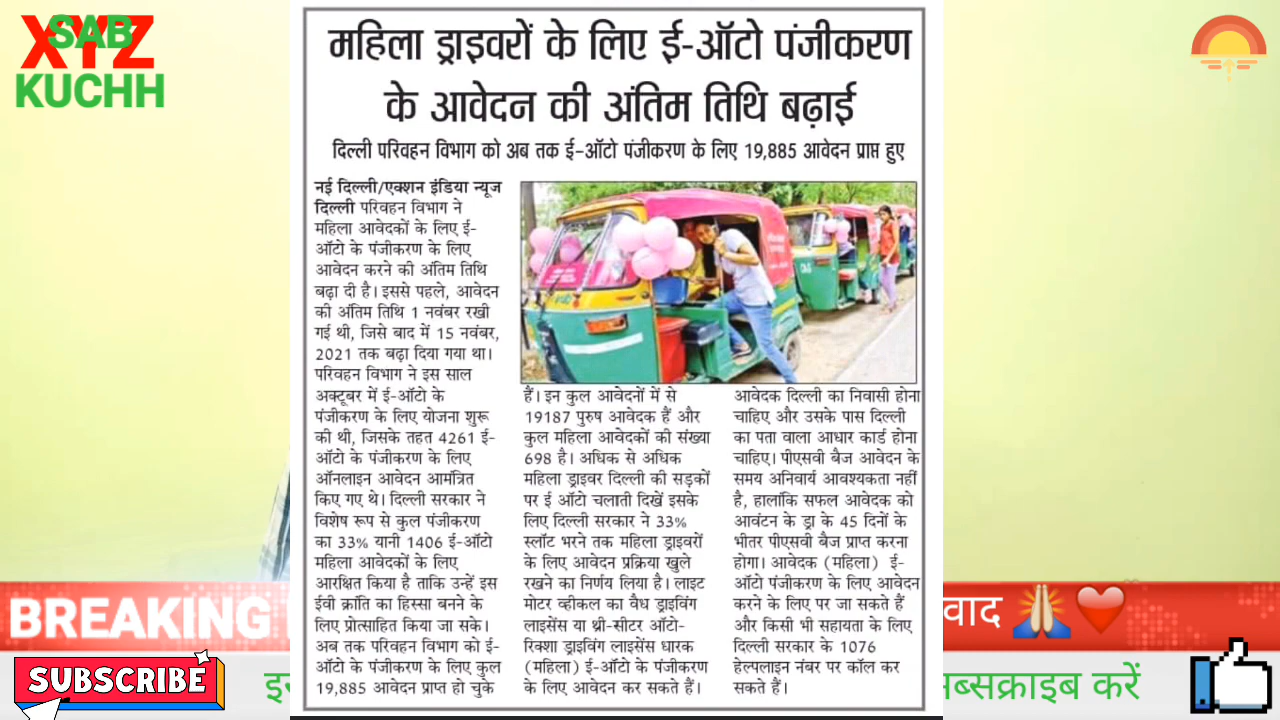 SAB
XYZ
KUCHH
महिला ड्राइवरों के लिए ई-ऑटो पंजीकरण
के आवेदन की अंतिम तिथि बढ़ाई
दिल्ली परिवहन विभाग को अब तक ई-ऑटो पंजीकरण के लिए 19,885 आवेदन प्राप्त हुए
नई दिल्ली/एक्शन इंडिया न्यूज
दिल्ली परिवहन विभाग ने
महिला आवेदकों के लिए ई-
ऑटो के पंजीकरण के लिए
आवेदन करने की अंतिम तिथि
बढ़ा दी है। इससे पहले, आवेदन
की अंतिम तिथि 1 नवंबर रखी
गई थी, जिसे बाद में 15 नवंबर,
2021 तक बढ़ा दिया गया था।
परिवहन विभाग ने इस साल
अक्टूबर में ई-ऑटो के
पंजीकरण के लिए योजना शुरू
की थी, जिसके तहत 4261 ई-
ऑटो के पंजीकरण के लिए
ऑनलाइन आवेदन आमंत्रित
किए गए थे। दिल्ली सरकार ने
विशेष रूप से कुल पंजीकरण
का 33% यानी 1406 ई-ऑटो
महिला आवेदकों के लिए
आरक्षित किया है ताकि उन्हें इस
ईवी क्रांति का हिस्सा बनने के
लिए प्रोत्साहित किया जा सके।
अब तक परिवहन विभाग को ई-
ऑटो के पंजीकरण के लिए कुल
19,885 आवेदन प्राप्त हो चुके
हैं। इन कुल आवेदनों में से
19187 पुरुष आवेदक हैं और
कुल महिला आवेदकों की संख्या
698 है। अधिक से अधिक
महिला ड्राइवर दिल्ली की सड़कों
पर ई ऑटो चलाती दिखें इसके
लिए दिल्ली सरकार ने 33%
स्लॉट भरने तक महिला ड्राइवरों
के लिए आवेदन प्रक्रिया खुले
रखने का निर्णय लिया है। लाइट
मोटर व्हीकल का वैध ड्राइविंग
लाइसेंस या थ्री-सीटर ऑटो-
रिक्शा ड्राइविंग लाइसेंस धारक
(महिला) ई-ऑटो के पंजीकरण
के लिए आवेदन कर सकते हैं।
आवेदक दिल्ली का निवासी होना
चाहिए और उसके पास दिल्ली
का पता वाला आधार कार्ड होना
चाहिए। पीएसवी बैज आवेदन के
समय अनिवार्य आवश्यकता नहीं
है, हालांकि सफल आवेदक को
आवंटन के ड्रा के 45 दिनों के
भीतर पीएसवी बैज प्राप्त करना
होगा। आवेदक (महिला) ई-
ऑटो पंजीकरण के लिए आवेदन
करने के लिए पर जा सकते हैं
और किसी भी सहायता के लिए
दिल्ली सरकार के 1076
हेल्पलाइन नंबर पर कॉल कर
सकते हैं।
BREAKING
वाद 🙏❤️
SUBSCRIBE
सब्सक्राइब करें